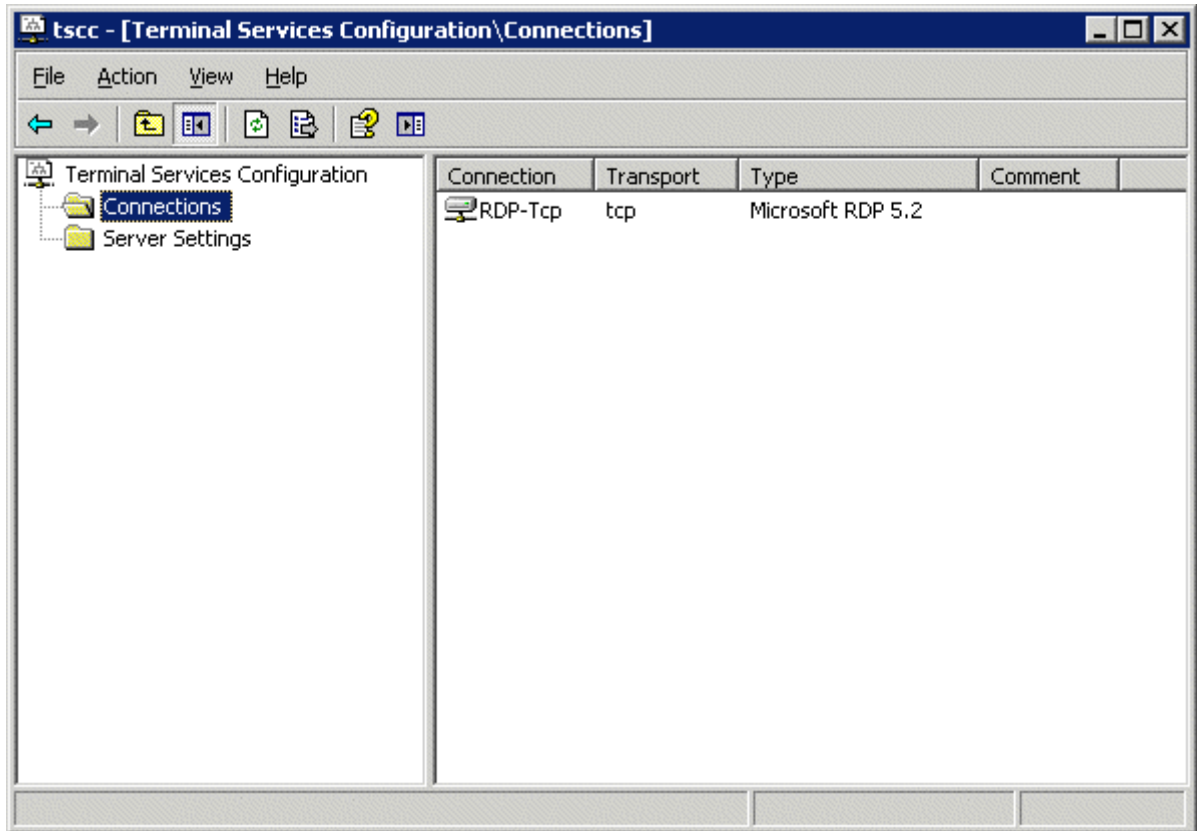 tscc - [Terminal Services Configuration\Connections]
File Action View Help
Terminal Services Configuration
Connections
Server Settings
Connection Transport Type Comment
RDP-Tcp tcp Microsoft RDP 5.2